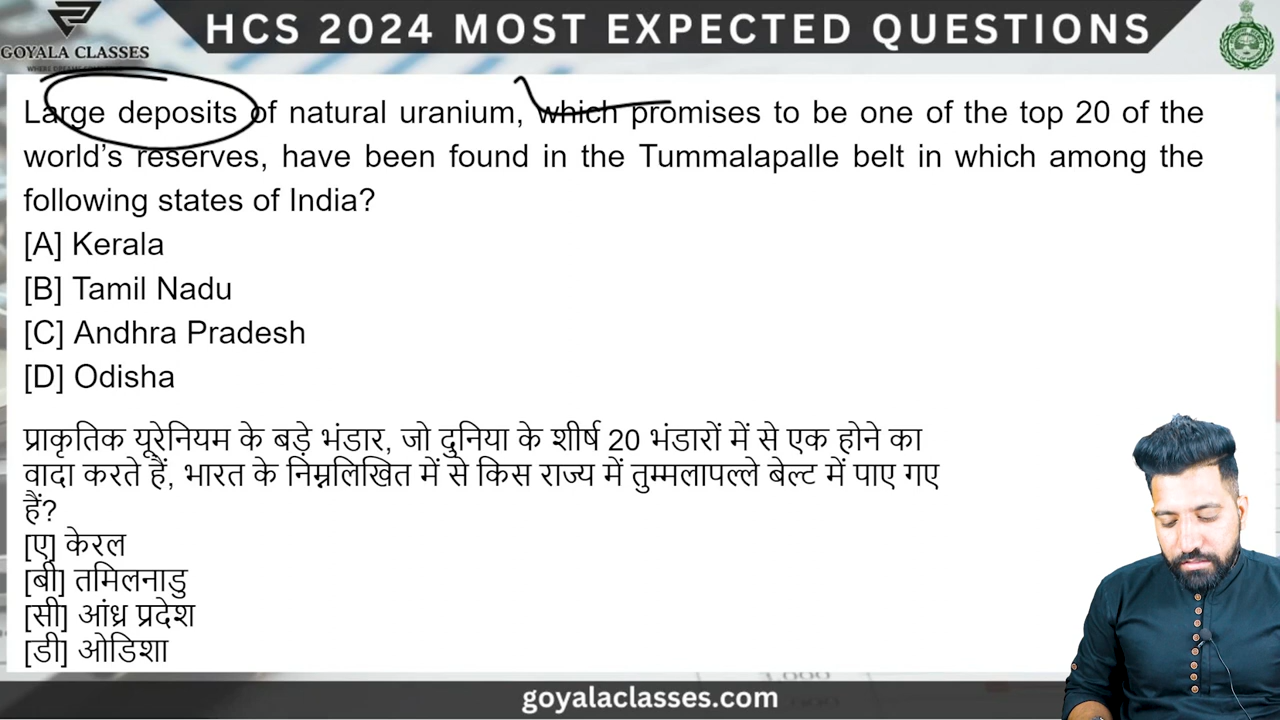 HCS 2024 MOST EXPECTED QUESTIONS
GOYALA CLASSES
Large deposits of natural uranium, which promises to be one of the top 20 of the
world's reserves, have been found in the Tummalapalle belt in which among the
following states of India?
[A] Kerala
[B] Tamil Nadu
[C] Andhra Pradesh
[D] Odisha
प्राकृतिक यूरेनियम के बड़े भंडार, जो दुनिया के शीर्ष 20 भंडारों में से एक होने का
वादा करते हैं, भारत के निम्नलिखित में से किस राज्य में तुम्मलापल्ले बेल्ट में पाए गए
हैं?
[ए] केरल
[बी] तमिलनाडु
[सी] आंध्र प्रदेश
[डी] ओडिशा
goyalaclasses.com